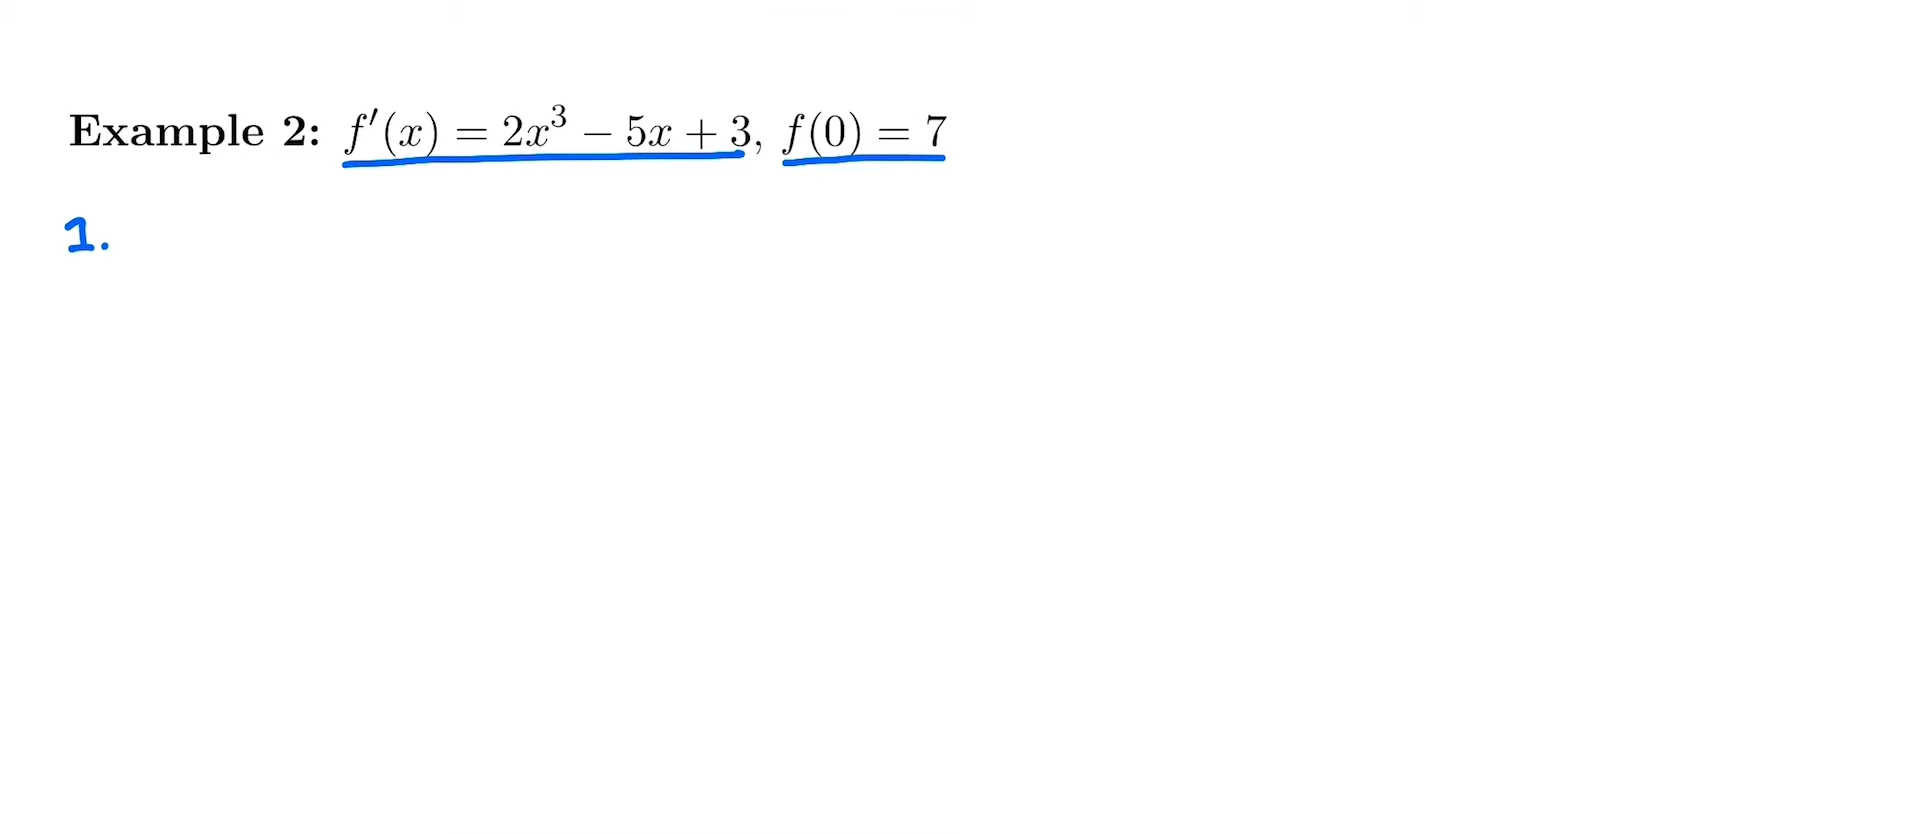 Example 2: f′(x) = 2x³ − 5x + 3, f(0) = 7
1.